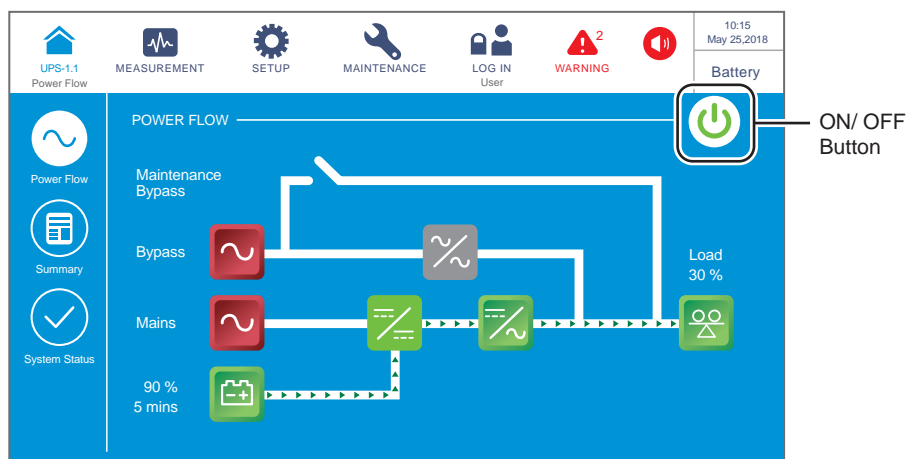 UPS-1.1
Power Flow
MEASUREMENT
SETUP
MAINTENANCE
LOG IN
User
2
WARNING
10:15
May 25,2018
Battery
POWER FLOW
ON/ OFF
Button
Power Flow
Maintenance
Bypass
Bypass
Load
30 %
Summary
Mains
System Status
90 %
5 mins